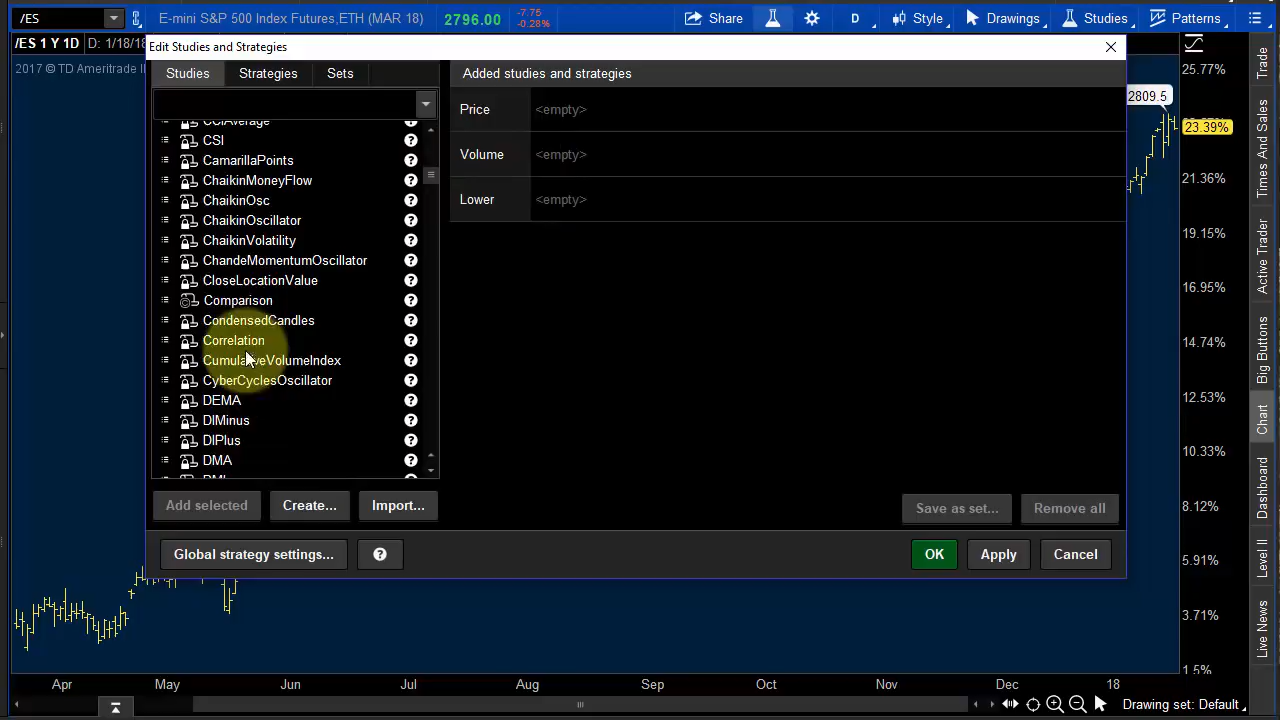 /ES
E-mini S&P 500 Index Futures,ETH (MAR 18)
2796.00
-7.75
-0.28%
Share
D
Style
Drawings
Studies
Patterns
/ES 1 Y 1D
D: 1/18/18
Edit Studies and Strategies
2017 © TD Ameritrade
Studies
Strategies
Sets
Added studies and strategies
Price
<empty>
Volume
<empty>
Lower
<empty>
CCIAverage
CSI
CamarillaPoints
ChaikinMoneyFlow
ChaikinOsc
ChaikinOscillator
ChaikinVolatility
ChandeMomentumOscillator
CloseLocationValue
Comparison
CondensedCandles
Correlation
CumulativeVolumeIndex
CyberCyclesOscillator
DEMA
DIMinus
DIPlus
DMA
Add selected
Create...
Import...
Save as set...
Remove all
Global strategy settings...
?
OK
Apply
Cancel
25.77%
2809.5
23.39%
21.36%
19.15%
16.95%
14.74%
12.53%
10.33%
8.12%
5.91%
3.71%
1.5%
Trade
Times And Sales
Active Trader
Big Buttons
Chart
Dashboard
Level II
Live News
Apr
May
Jun
Jul
Aug
Sep
Oct
Nov
Dec
18
Drawing set: Default